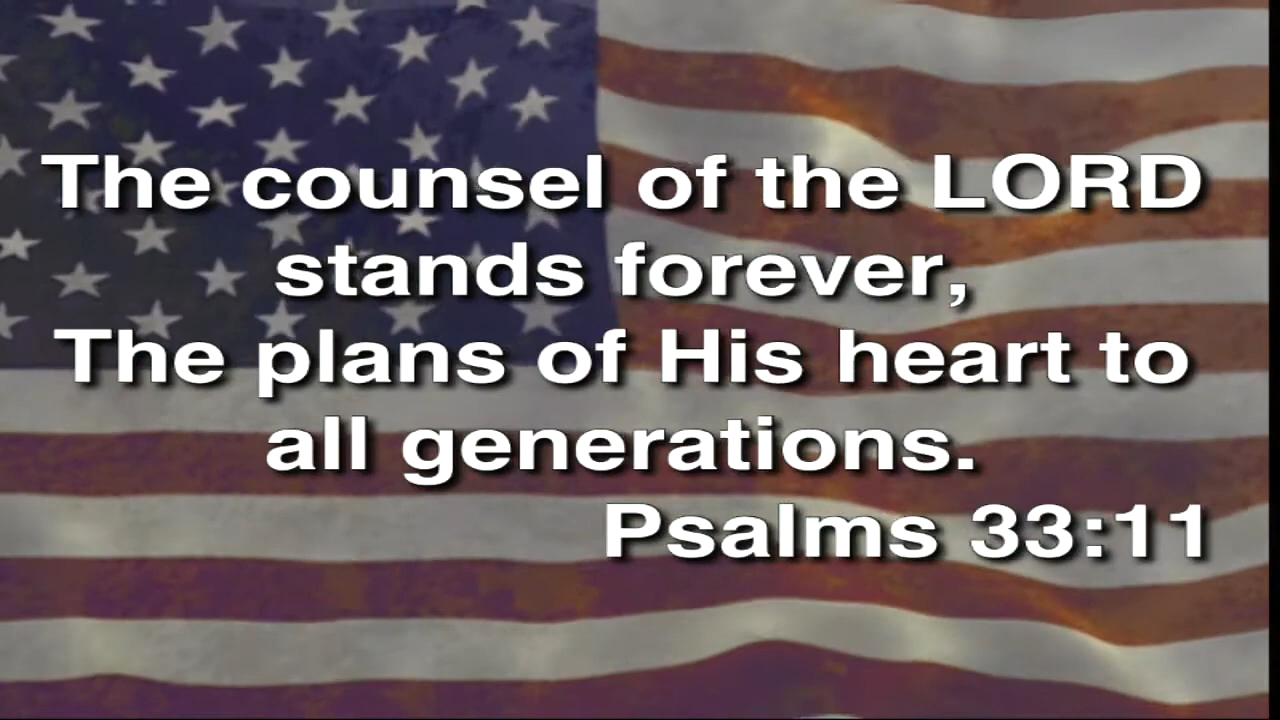 The counsel of the LORD
stands forever,
The plans of His heart to
all generations.
Psalms 33:11